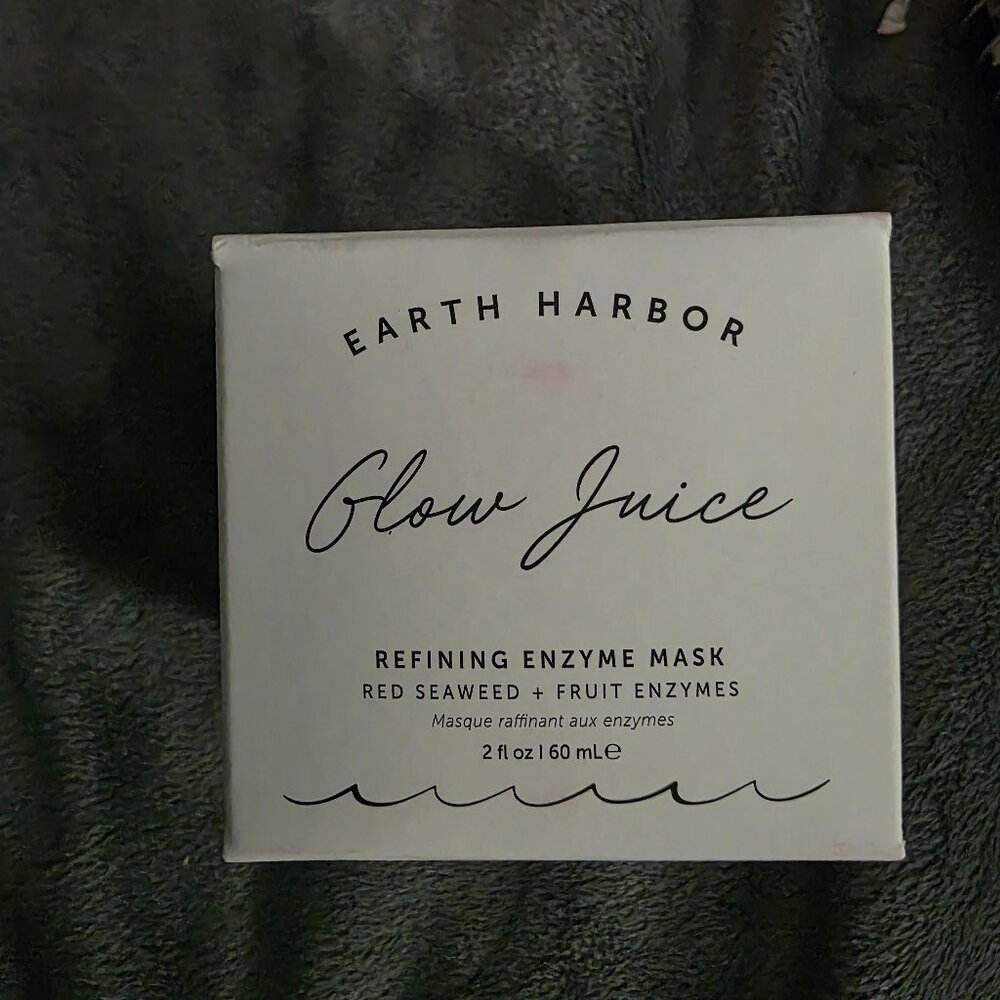 EARTH HARBOR
Glow Juice
REFINING ENZYME MASK
RED SEAWEED + FRUIT ENZYMES
Masque raffinant aux enzymes
2 fl oz | 60 mL℮